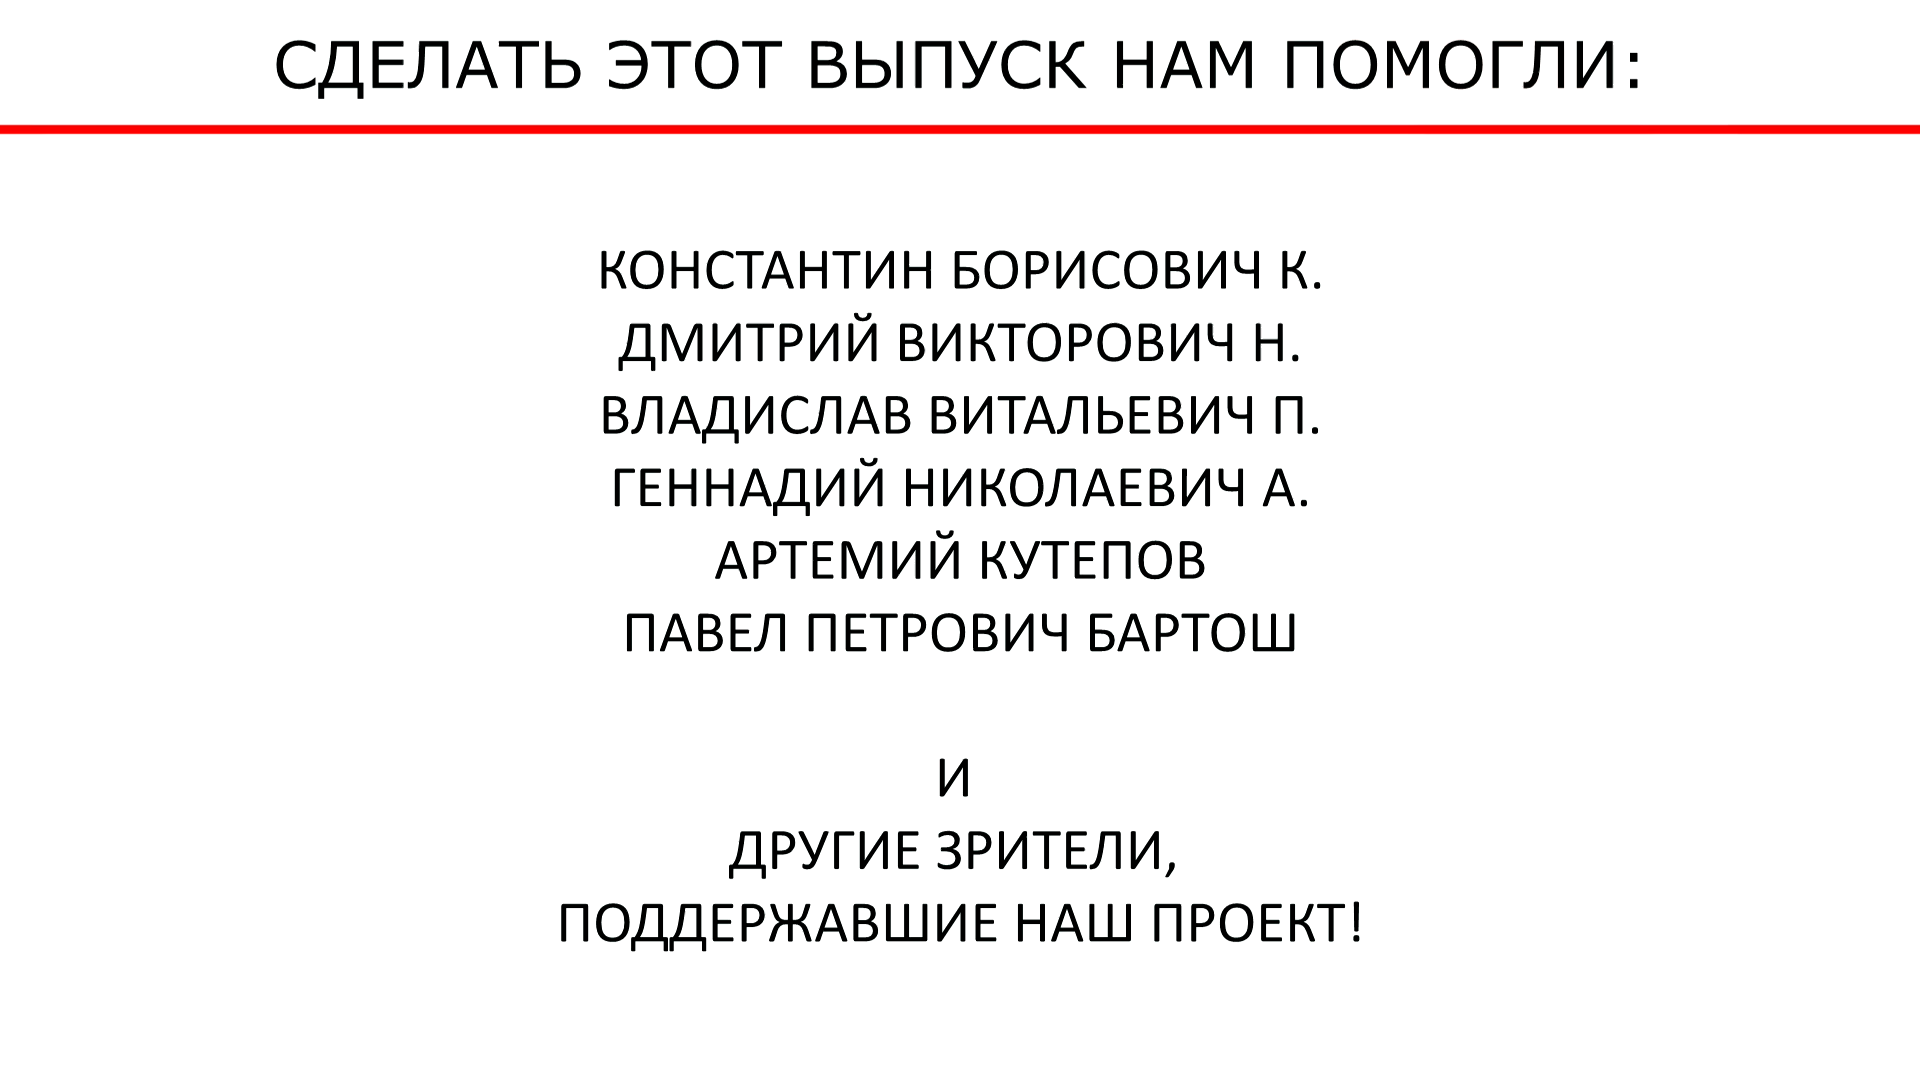 СДЕЛАТЬ ЭТОТ ВЫПУСК НАМ ПОМОГЛИ:
КОНСТАНТИН БОРИСОВИЧ К.
ДМИТРИЙ ВИКТОРОВИЧ Н.
ВЛАДИСЛАВ ВИТАЛЬЕВИЧ П.
ГЕННАДИЙ НИКОЛАЕВИЧ А.
АРТЕМИЙ КУТЕПОВ
ПАВЕЛ ПЕТРОВИЧ БАРТОШ
И
ДРУГИЕ ЗРИТЕЛИ,
ПОДДЕРЖАВШИЕ НАШ ПРОЕКТ!